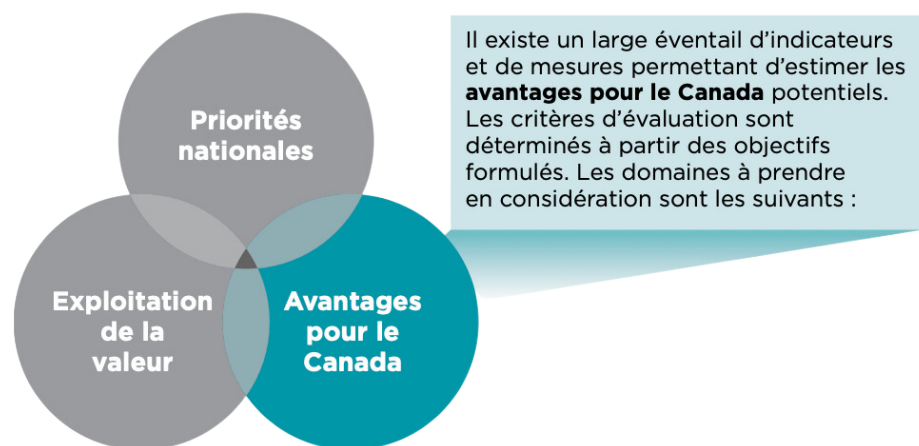 Priorités
nationales
Exploitation
de la
valeur
Avantages
pour le
Canada
Il existe un large éventail d’indicateurs
et de mesures permettant d’estimer les
avantages pour le Canada potentiels.
Les critères d’évaluation sont
déterminés à partir des objectifs
formulés. Les domaines à prendre
en considération sont les suivants :